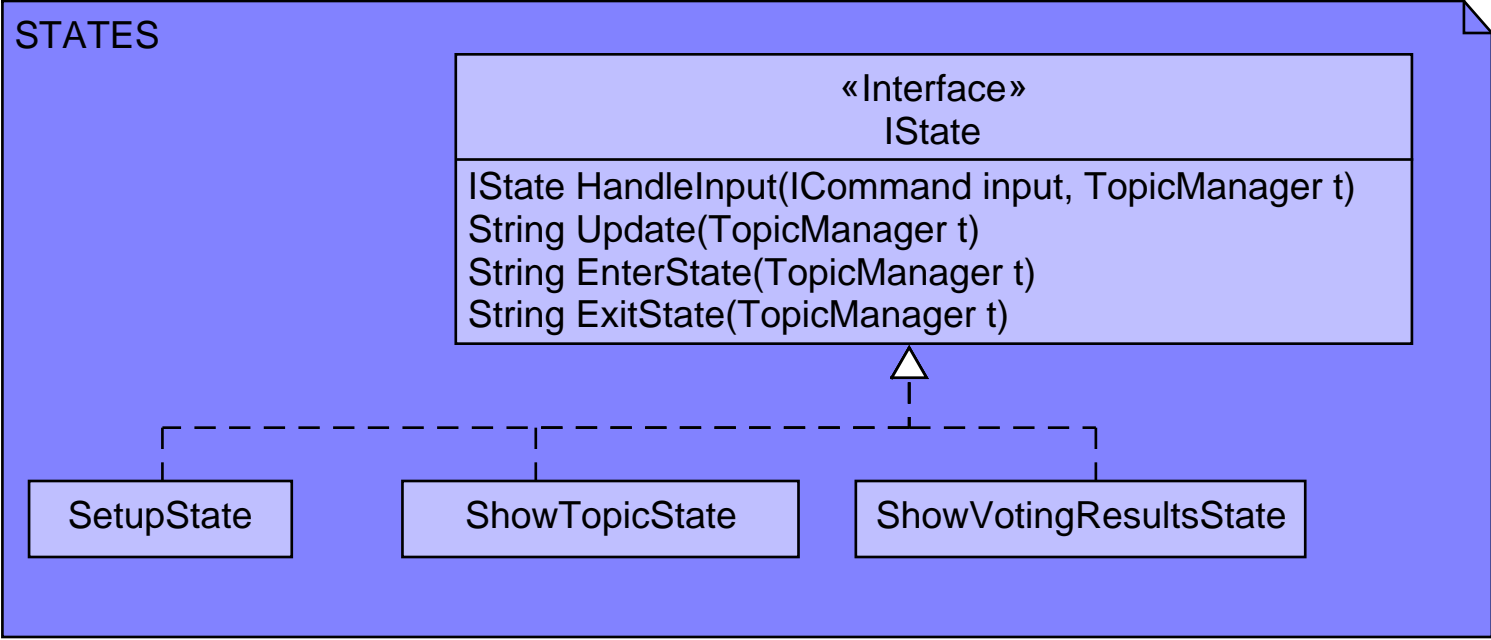 STATES
«Interface»
IState
IState HandleInput(ICommand input, TopicManager t)
String Update(TopicManager t)
String EnterState(TopicManager t)
String ExitState(TopicManager t)
SetupState
ShowTopicState
ShowVotingResultsState